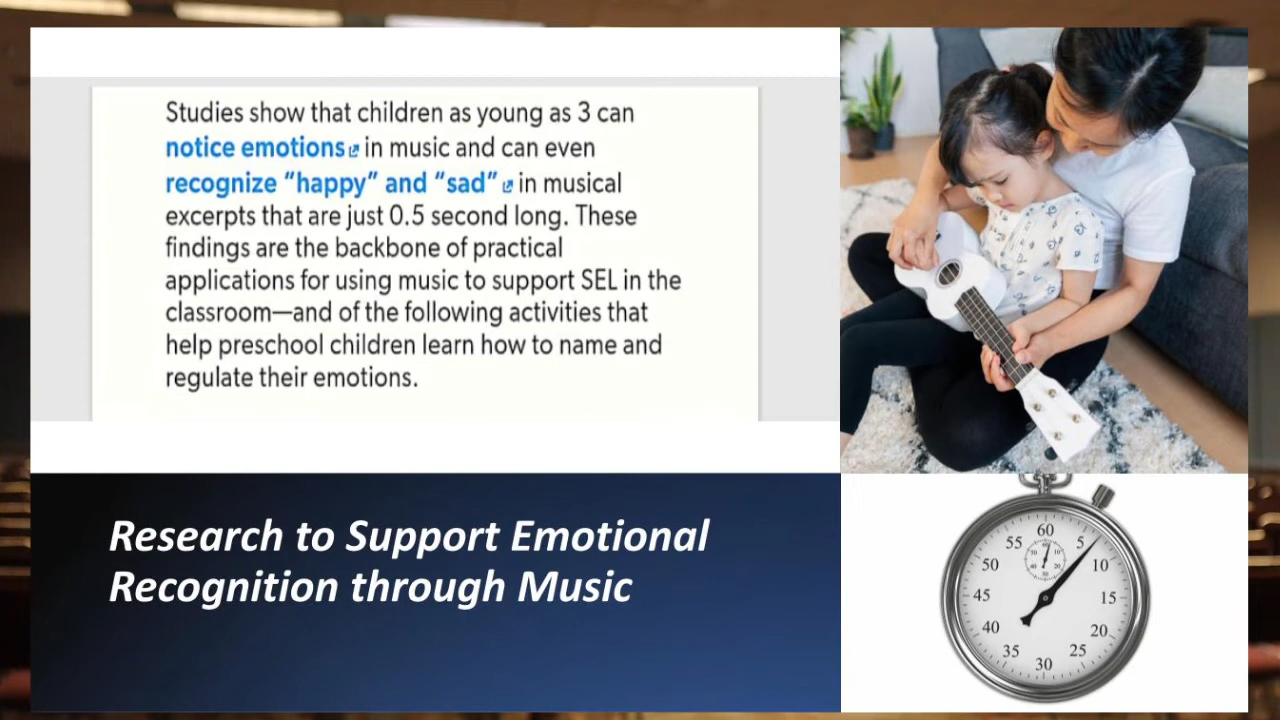 Studies show that children as young as 3 can
notice emotions in music and can even
recognize “happy” and “sad” in musical
excerpts that are just 0.5 second long. These
findings are the backbone of practical
applications for using music to support SEL in the
classroom—and of the following activities that
help preschool children learn how to name and
regulate their emotions.
Research to Support Emotional
Recognition through Music
60
5
10
15
20
25
30
35
40
45
50
55